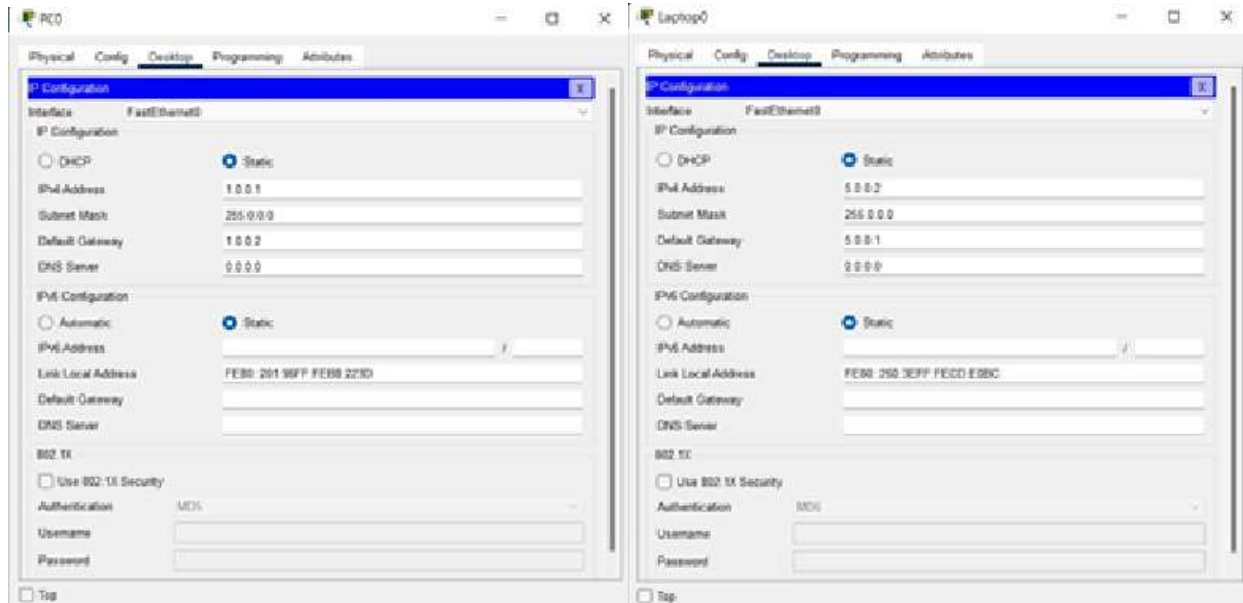 PC0
Physical Config Desktop Programming Attributes
IP Configuration X
Interface FastEthernet0
IP Configuration
DHCP Static
IPv4 Address 1.0.0.1
Subnet Mask 255.0.0.0
Default Gateway 1.0.0.2
DNS Server 0.0.0.0
IPv6 Configuration
Automatic Static
IPv6 Address /
Link Local Address
Default Gateway
DNS Server
802.1X
Use 802.1X Security
Authentication MD5
Username
Password
Top
Laptop0
Physical Config Desktop Programming Attributes
IP Configuration X
Interface FastEthernet0
IP Configuration
DHCP Static
IPv4 Address 5.0.0.2
Subnet Mask 255.0.0.0
Default Gateway 5.0.0.1
DNS Server 0.0.0.0
IPv6 Configuration
Automatic Static
IPv6 Address /
Link Local Address
Default Gateway
DNS Server
802.1X
Use 802.1X Security
Authentication MD5
Username
Password
Top